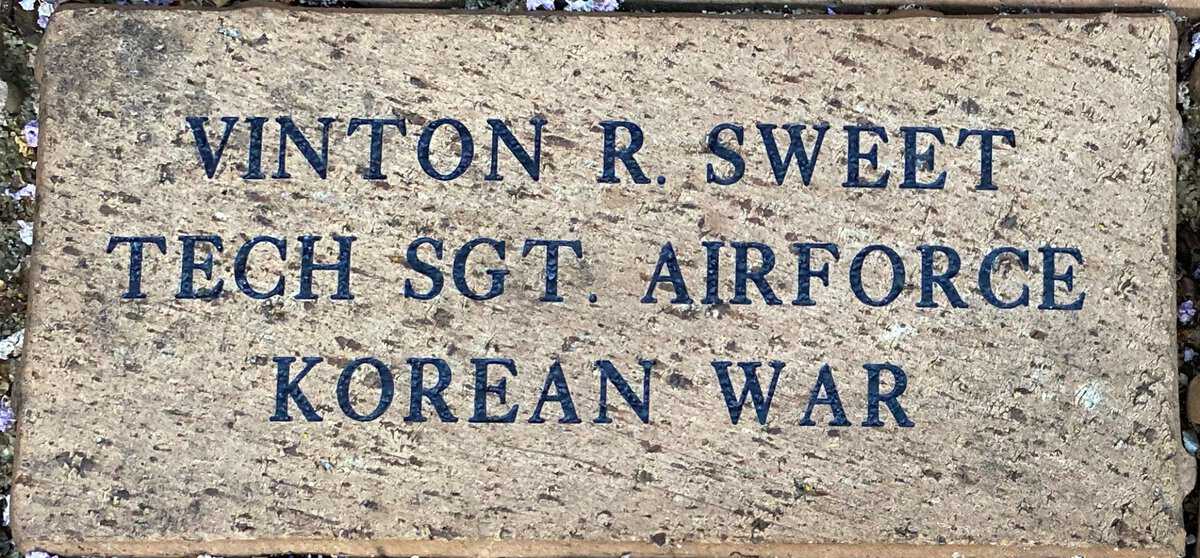 VINTON R. SWEET
TECH SGT. AIRFORCE
KOREAN WAR